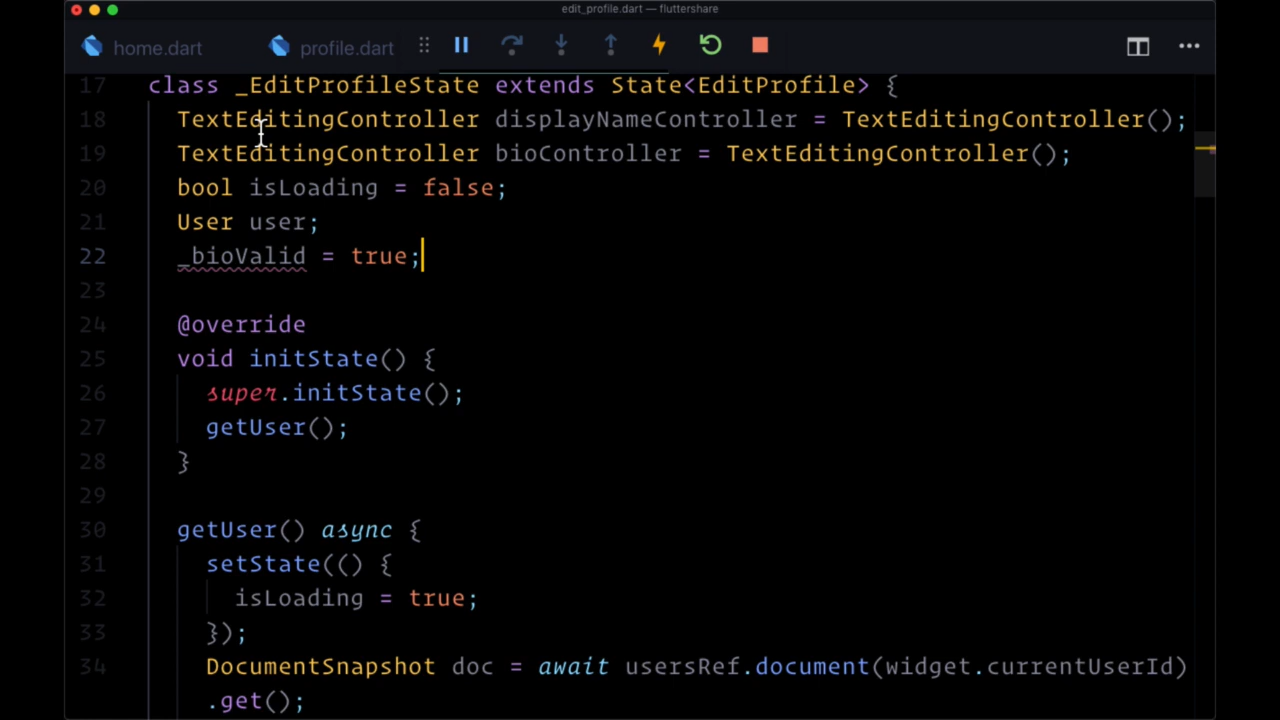 edit_profile.dart — fluttershare
home.dart profile.dart
17 class _EditProfileState extends State<EditProfile> {
18 TextEditingController displayNameController = TextEditingController();
19 TextEditingController bioController = TextEditingController();
20 bool isLoading = false;
21 User user;
22 _bioValid = true;
23
24 @override
25 void initState() {
26 super.initState();
27 getUser();
28 }
29
30 getUser() async {
31 setState(() {
32 isLoading = true;
33 });
34 DocumentSnapshot doc = await usersRef.document(widget.currentUserId)
.get();